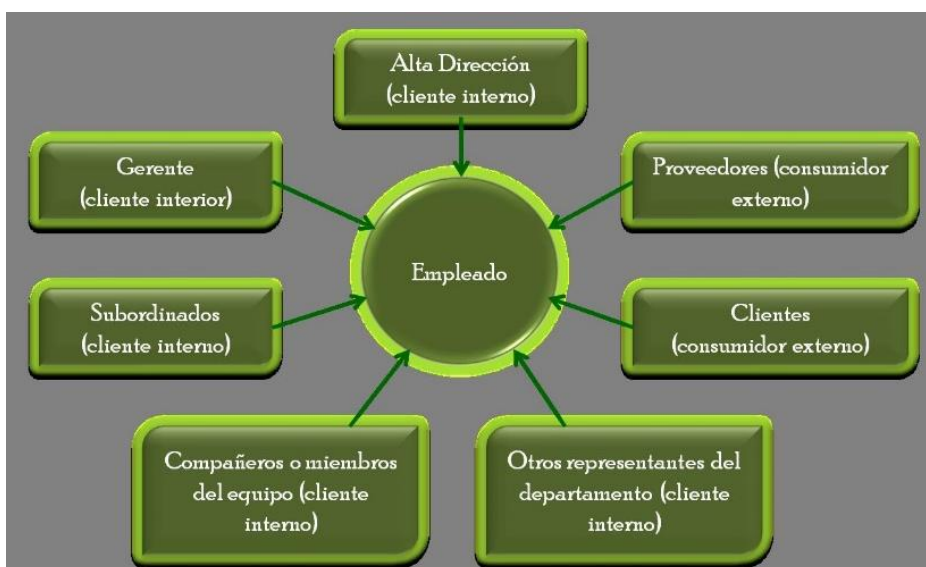 Alta Dirección
(cliente interno)
Gerente
(cliente interior)
Proveedores (consumidor
externo)
Empleado
Subordinados
(cliente interno)
Clientes
(consumidor externo)
Compañeros o miembros
del equipo (cliente
interno)
Otros representantes del
departamento (cliente
interno)